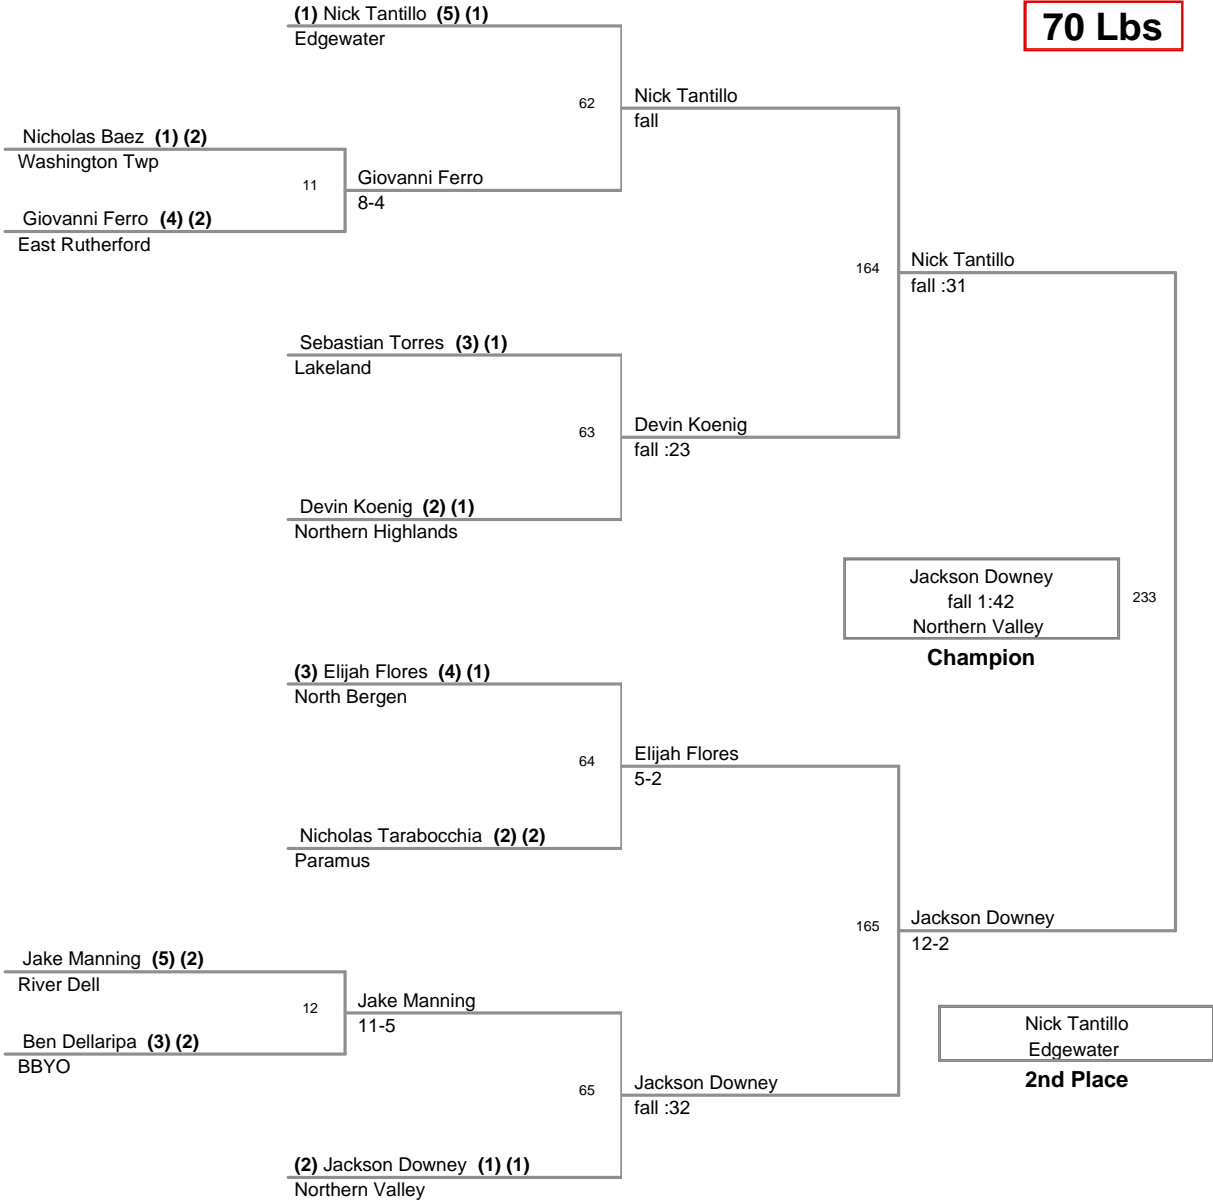 (1) Nick Tantillo (5) (1)
Edgewater
70 Lbs
62
Nick Tantillo
fall
Nicholas Baez (1) (2)
Washington Twp
11
Giovanni Ferro
8-4
Giovanni Ferro (4) (2)
East Rutherford
164
Nick Tantillo
fall :31
Sebastian Torres (3) (1)
Lakeland
63
Devin Koenig
fall :23
Devin Koenig (2) (1)
Northern Highlands
Jackson Downey
fall 1:42
Northern Valley
233
Champion
(3) Elijah Flores (4) (1)
North Bergen
64
Elijah Flores
5-2
Nicholas Tarabocchia (2) (2)
Paramus
165
Jackson Downey
12-2
Jake Manning (5) (2)
River Dell
12
Jake Manning
11-5
Ben Dellaripa (3) (2)
BBYO
Nick Tantillo
Edgewater
2nd Place
65
Jackson Downey
fall :32
(2) Jackson Downey (1) (1)
Northern Valley